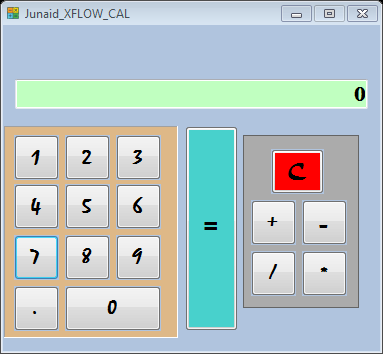 Junaid_XFLOW_CAL
0
1 2 3
4 5 6
7 8 9
. 0
=
C
+ -
/ *